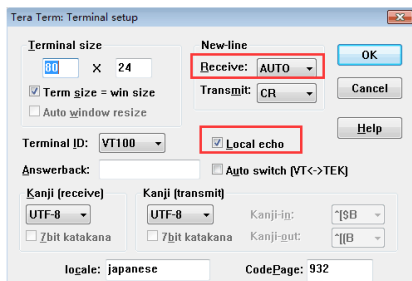 Tera Term: Terminal setup
Terminal size
80 X 24
Term size = win size
Auto window resize
New-line
Receive: AUTO
Transmit: CR
OK
Cancel
Help
Terminal ID: VT100
Local echo
Answerback:
Auto switch (VT<->TEK)
Kanji (receive)
UTF-8
7bit katakana
Kanji (transmit)
UTF-8
7bit katakana
Kanji-in: ^[$B
Kanji-out: ^[(B
locale: japanese
CodePage: 932